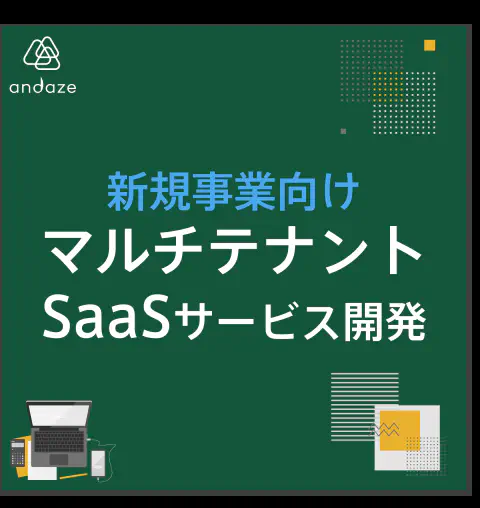 andaze
新規事業向け
マルチテナント
SaaSサービス開発